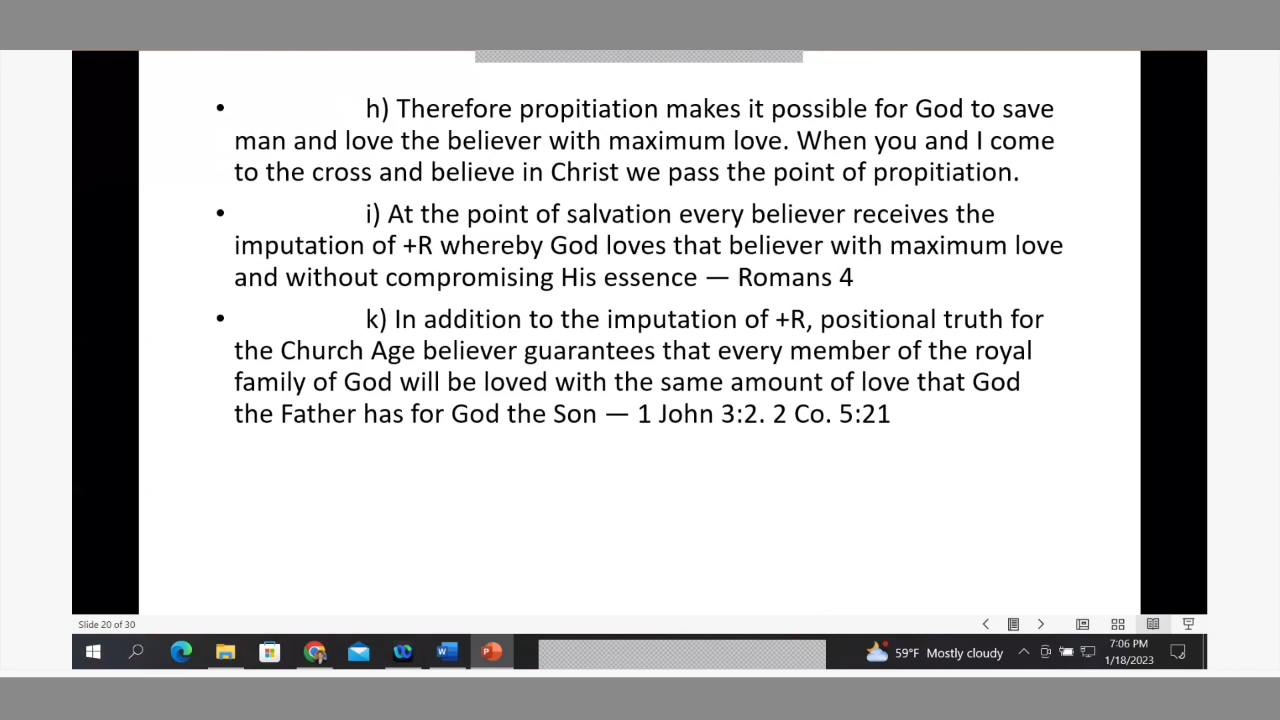 • h) Therefore propitiation makes it possible for God to save
man and love the believer with maximum love. When you and I come
to the cross and believe in Christ we pass the point of propitiation.
• i) At the point of salvation every believer receives the
imputation of +R whereby God loves that believer with maximum love
and without compromising His essence — Romans 4
• k) In addition to the imputation of +R, positional truth for
the Church Age believer guarantees that every member of the royal
family of God will be loved with the same amount of love that God
the Father has for God the Son — 1 John 3:2. 2 Co. 5:21
Slide 20 of 30
59°F Mostly cloudy
7:06 PM
1/18/2023